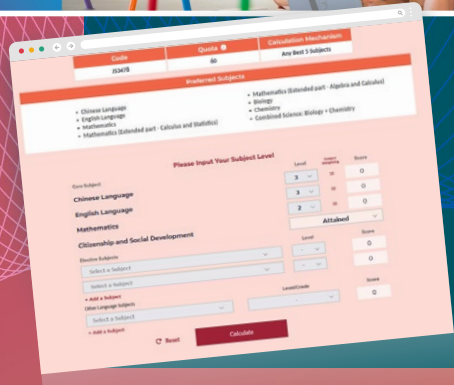 Code
Quota
Calculation Mechanism
JS3478
60
Any Best 5 Subjects
Preferred Subjects
• Chinese Language
• English Language
• Mathematics
• Mathematics (Extended part - Calculus and Statistics)
• Mathematics (Extended part - Algebra and Calculus)
• Biology
• Chemistry
• Combined Science: Biology + Chemistry
Please Input Your Subject Level
Core Subject
Level
Score
Chinese Language
3
0
English Language
3
0
Mathematics
2
0
Citizenship and Social Development
Attained
Elective Subjects
Level
Score
Select a Subject
-
0
Select a Subject
-
0
+ Add a Subject
Other Language Subjects
Level/Grade
Score
Select a Subject
-
0
+ Add a Subject
Reset
Calculate